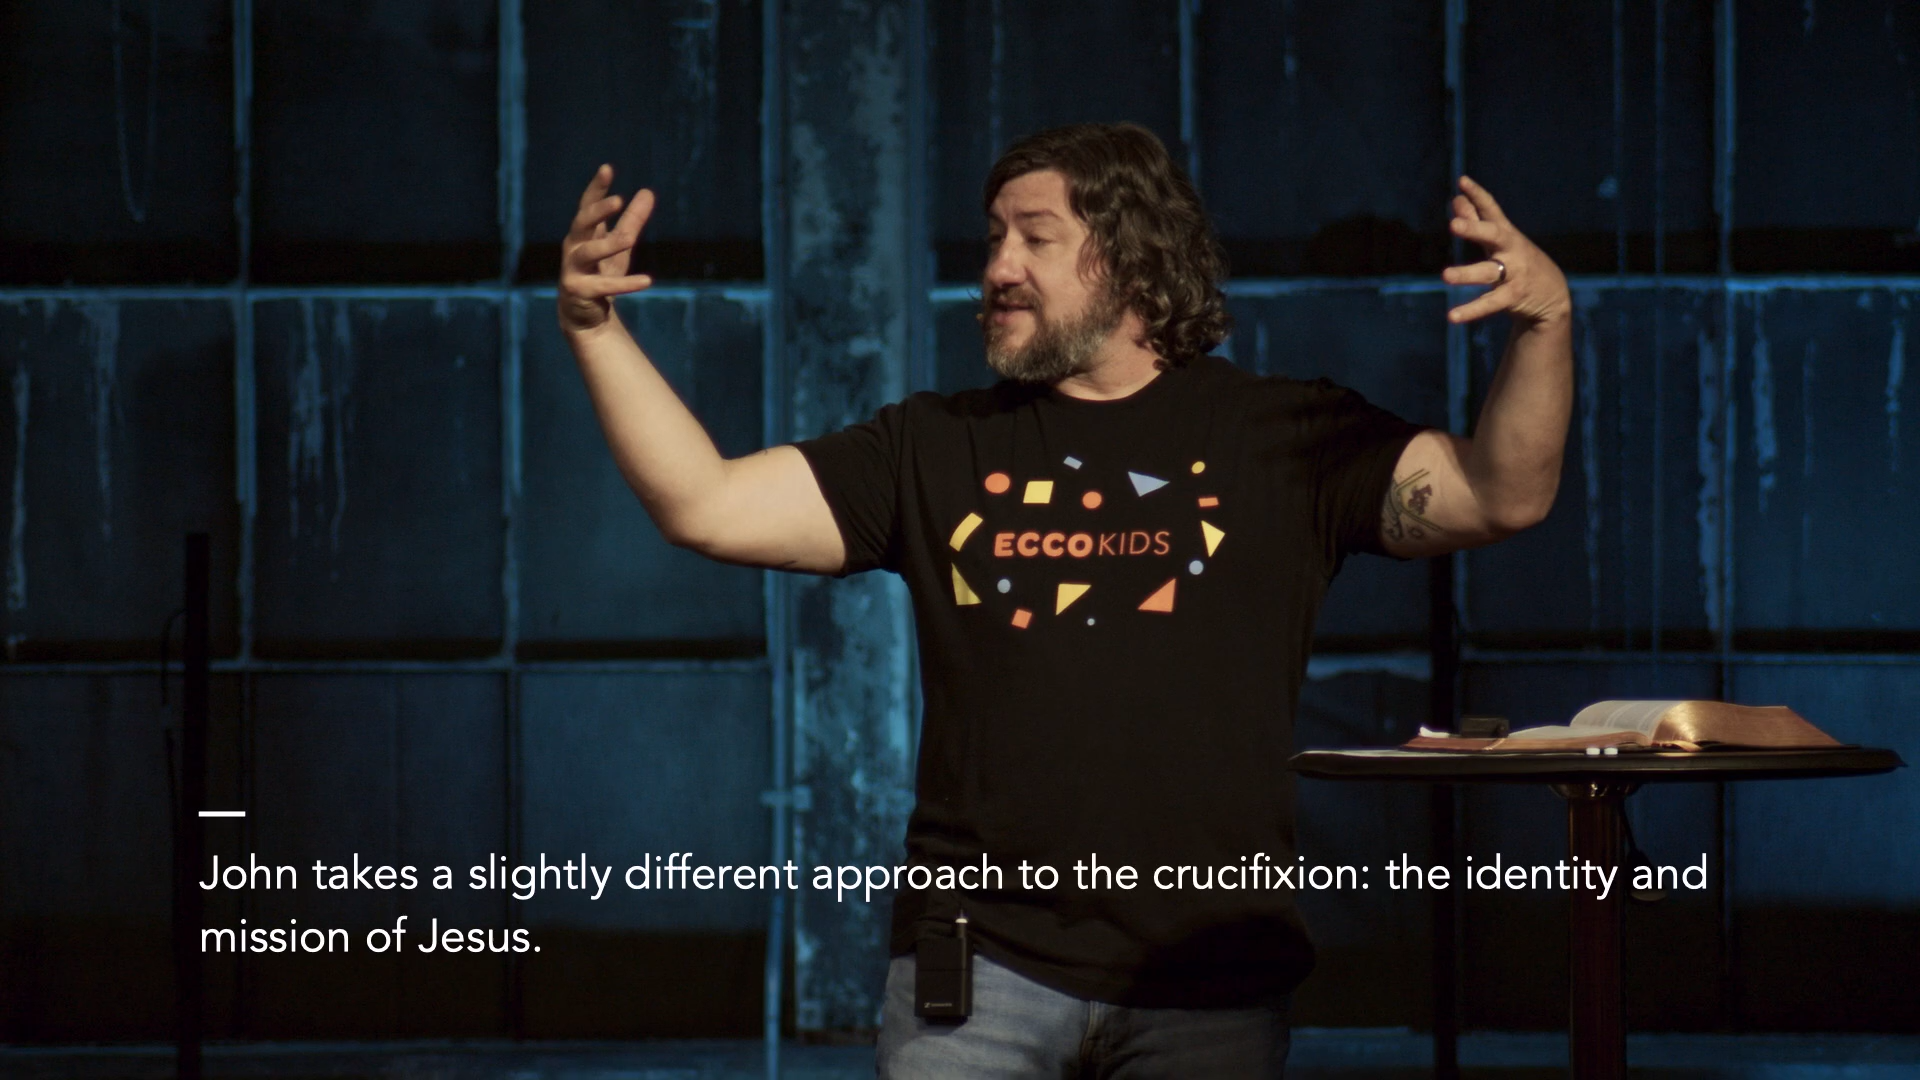 ECCOKIDS
John takes a slightly different approach to the crucifixion: the identity and
mission of Jesus.